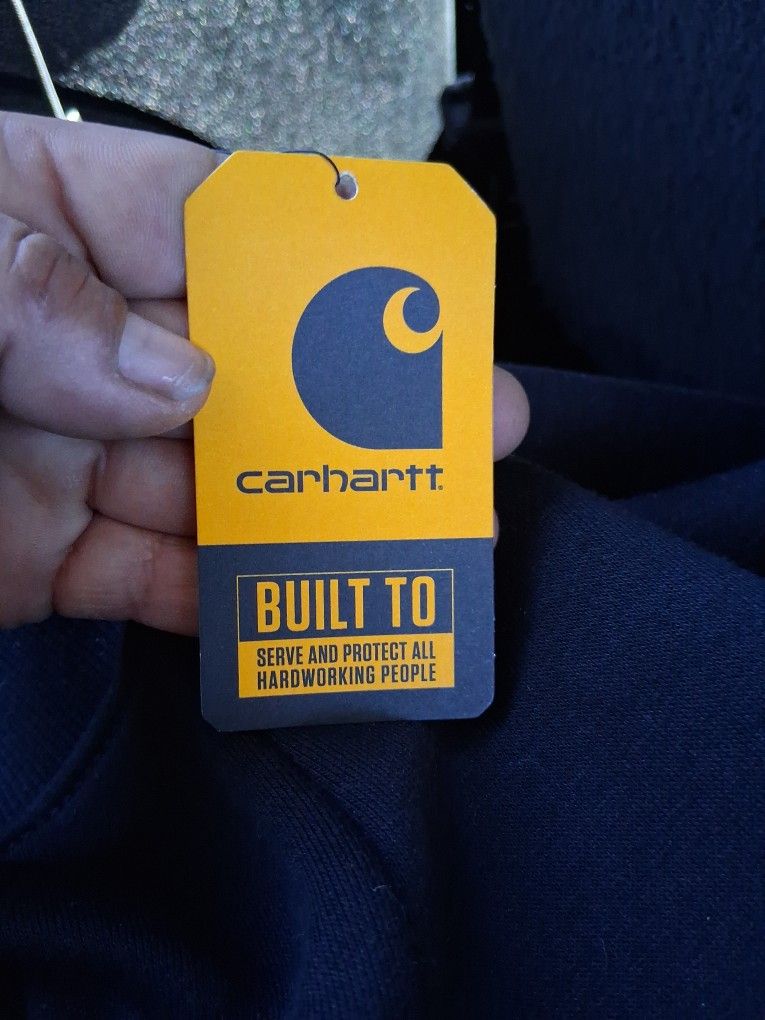 carhartt.
BUILT TO
SERVE AND PROTECT ALL
HARDWORKING PEOPLE